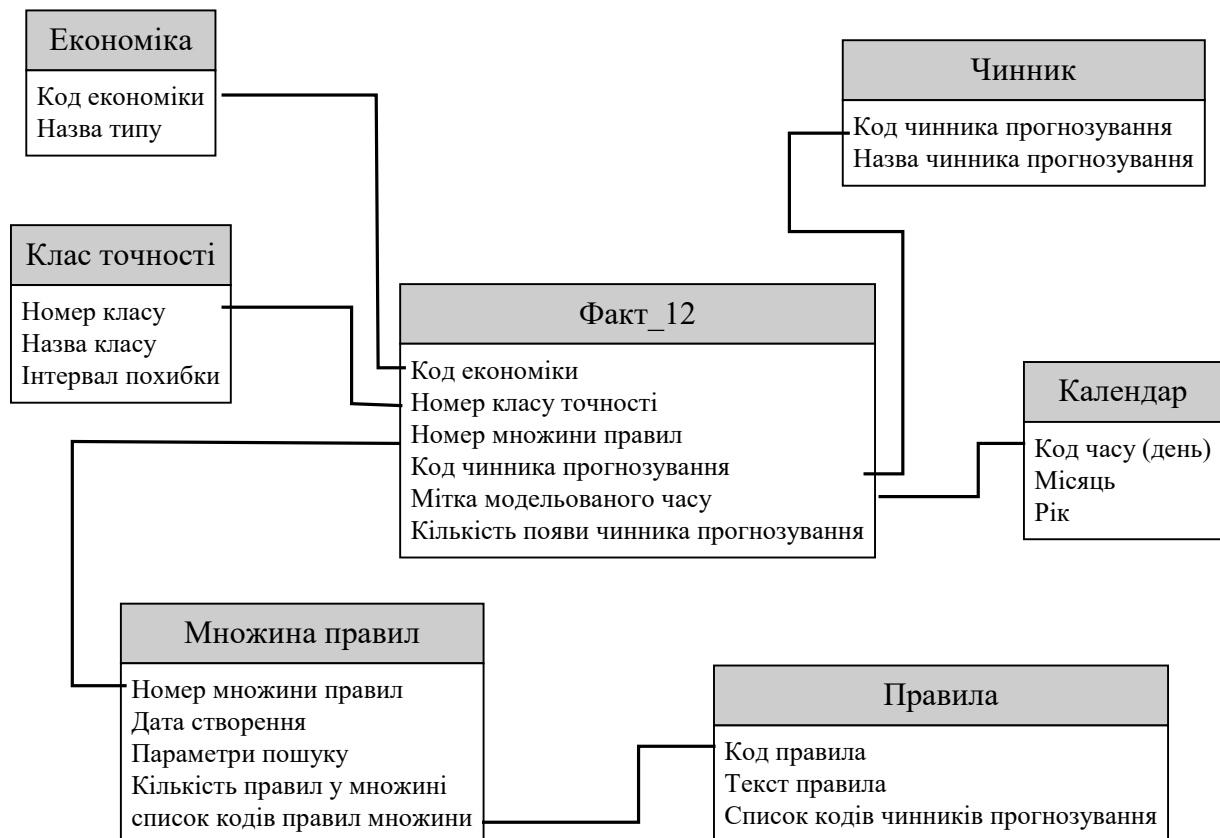 Економіка
Код економіки
Назва типу
Чинник
Код чинника прогнозування
Назва чинника прогнозування
Клас точності
Номер класу
Назва класу
Інтервал похибки
Факт_12
Код економіки
Номер класу точності
Номер множини правил
Код чинника прогнозування
Мітка модельованого часу
Кількість появи чинника прогнозування
Календар
Код часу (день)
Місяць
Рік
Множина правил
Номер множини правил
Дата створення
Параметри пошуку
Кількість правил у множині
список кодів правил множини
Правила
Код правила
Текст правила
Список кодів чинників прогнозування